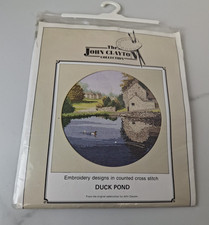 The
JOHN CLAYTON
COLLECTION
Embroidery designs in counted cross stitch
DUCK POND